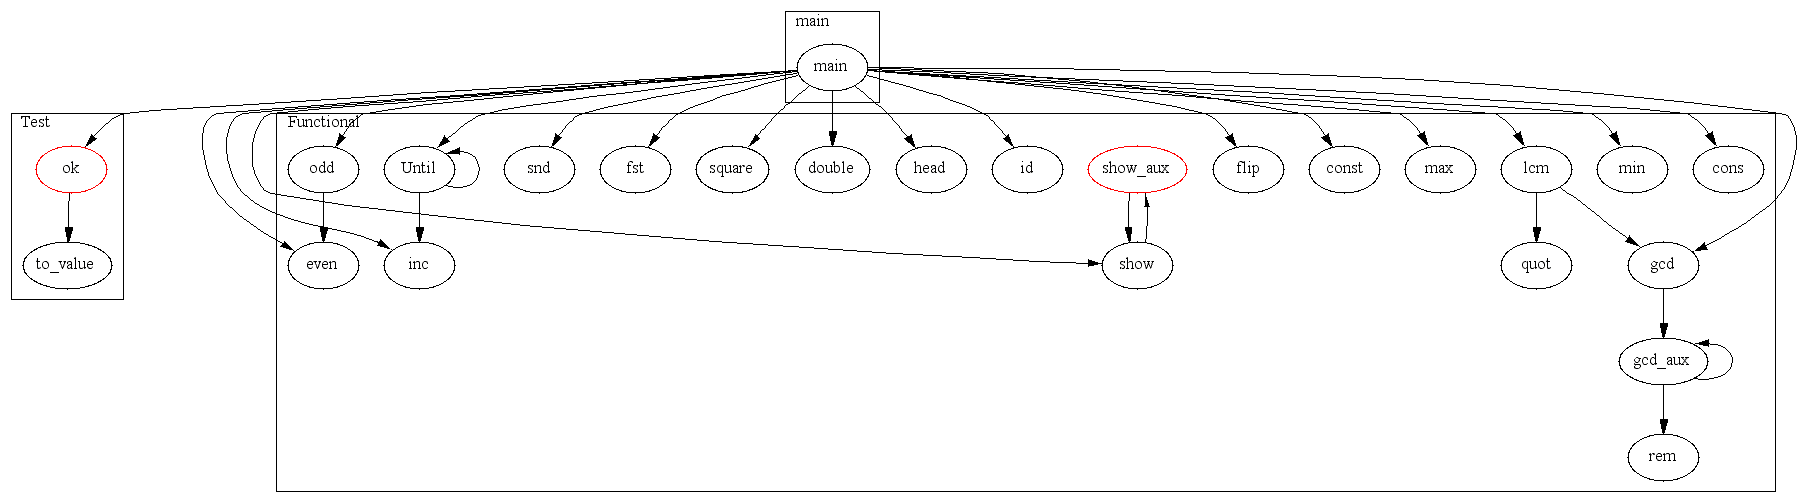 main
main
Test
Functional
ok
odd
Until
snd
fst
square
double
head
id
show_aux
flip
const
max
lcm
min
cons
to_value
even
inc
show
quot
gcd
gcd_aux
rem